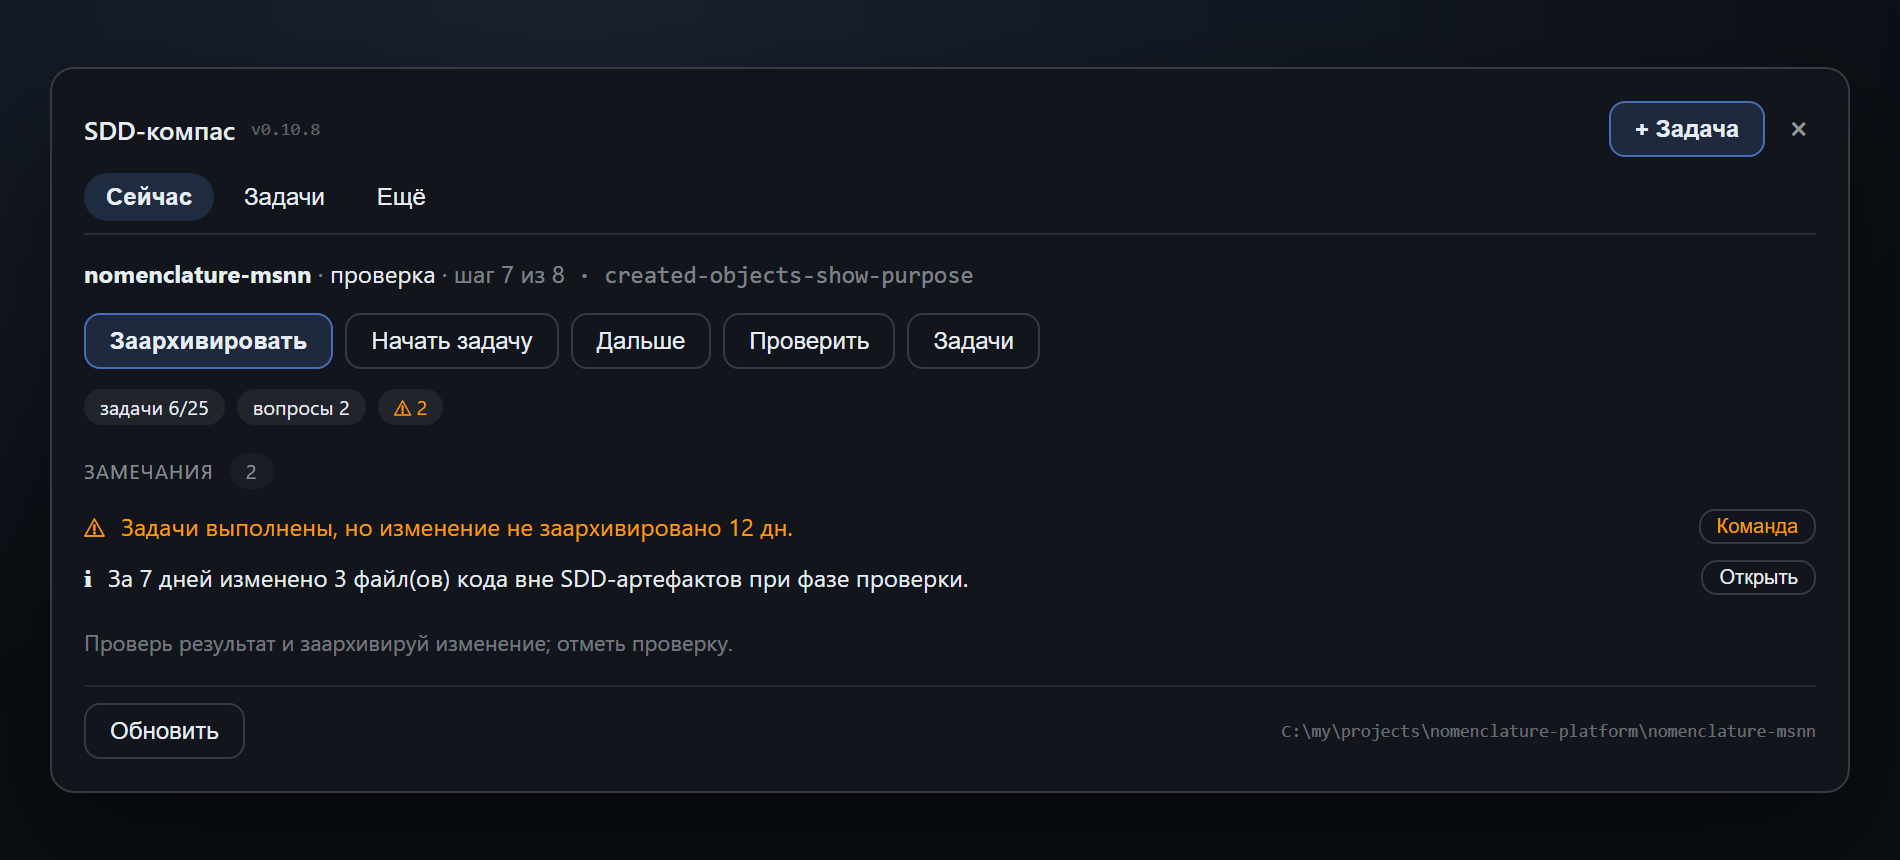 SDD-компас v0.10.8 + Задача ×
Сейчас Задачи Ещё
nomenclature-msnn · проверка · шаг 7 из 8 · created-objects-show-purpose
Заархивировать Начать задачу Дальше Проверить Задачи
задачи 6/25 вопросы 2 ⚠ 2
ЗАМЕЧАНИЯ 2
⚠ Задачи выполнены, но изменение не заархивировано 12 дн. Команда
ℹ За 7 дней изменено 3 файл(ов) кода вне SDD-артефактов при фазе проверки. Открыть
Проверь результат и заархивируй изменение; отметь проверку.
Обновить C:\my\projects\nomenclature-platform\nomenclature-msnn